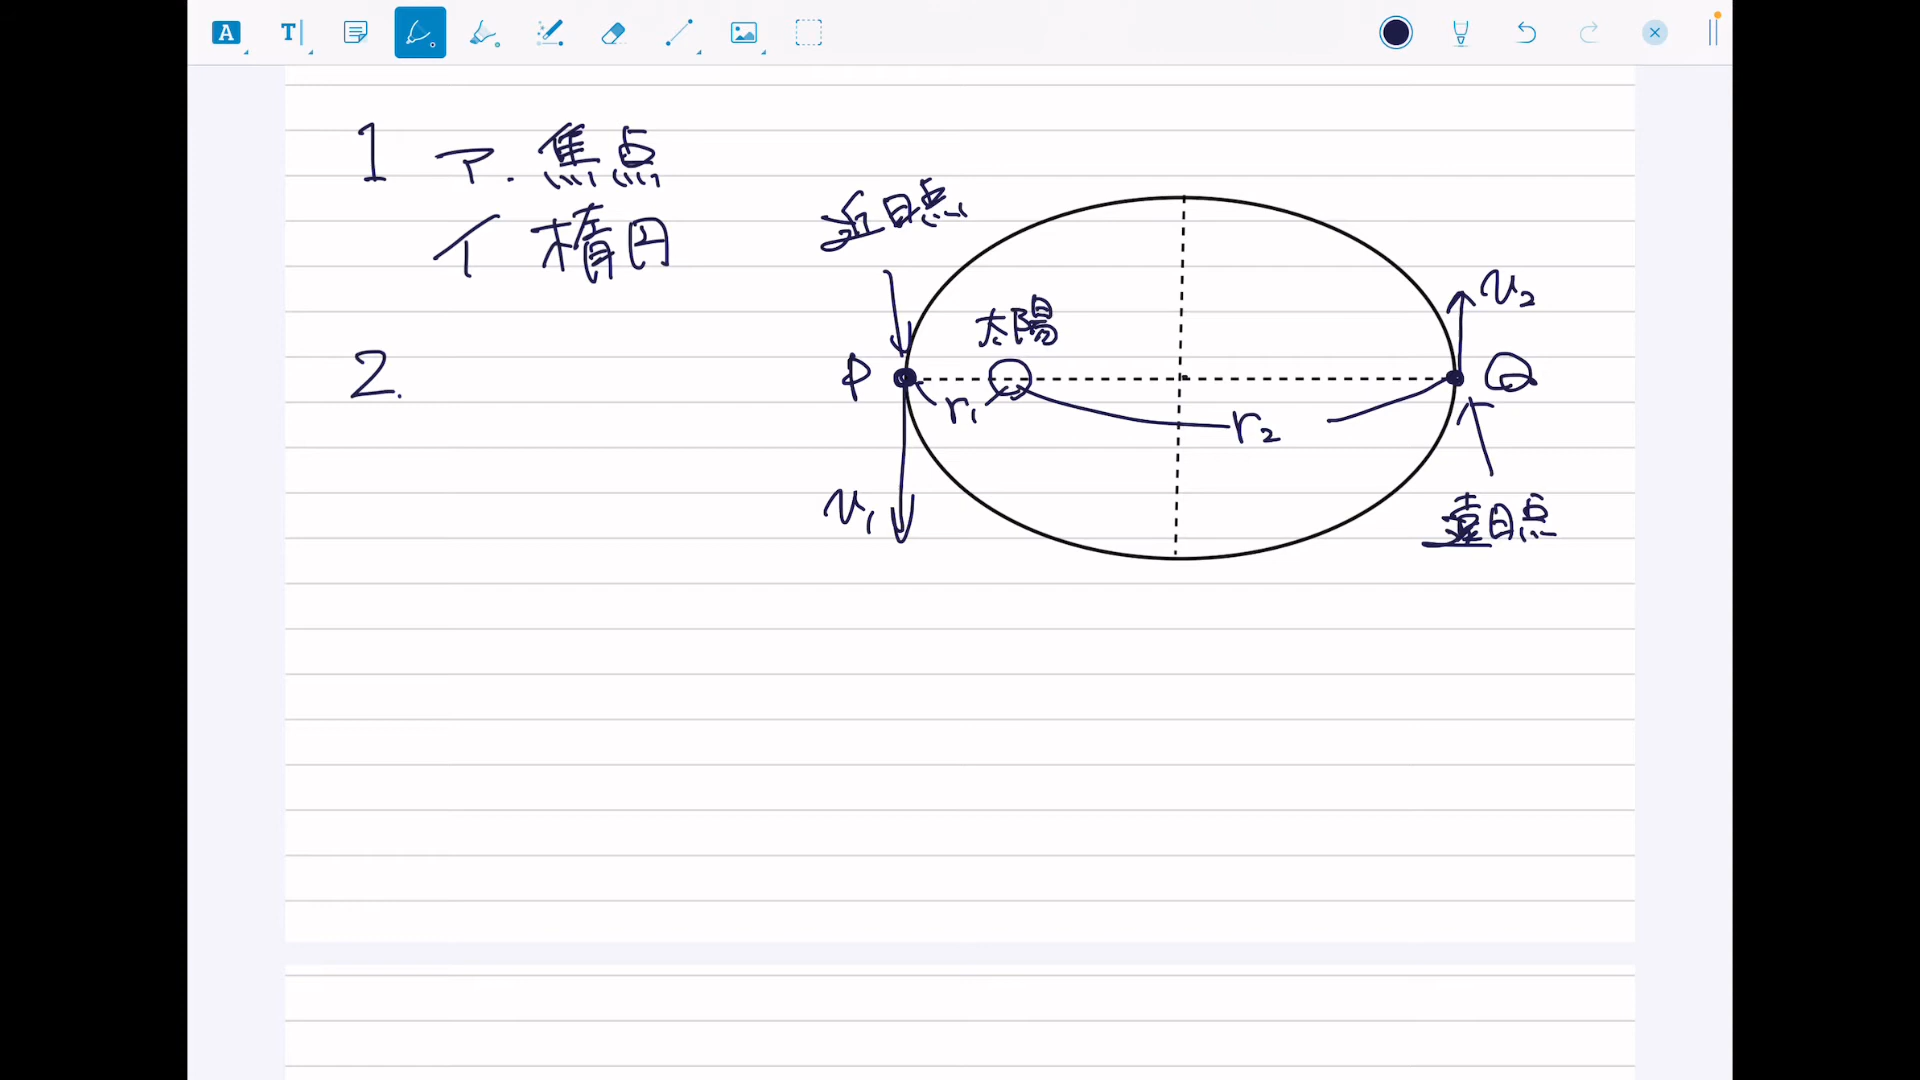 A T
1 ア. 焦点
イ 楕円
2.
近日点
太陽
P r₁ r₂ Q
v₁
v₂
遠日点